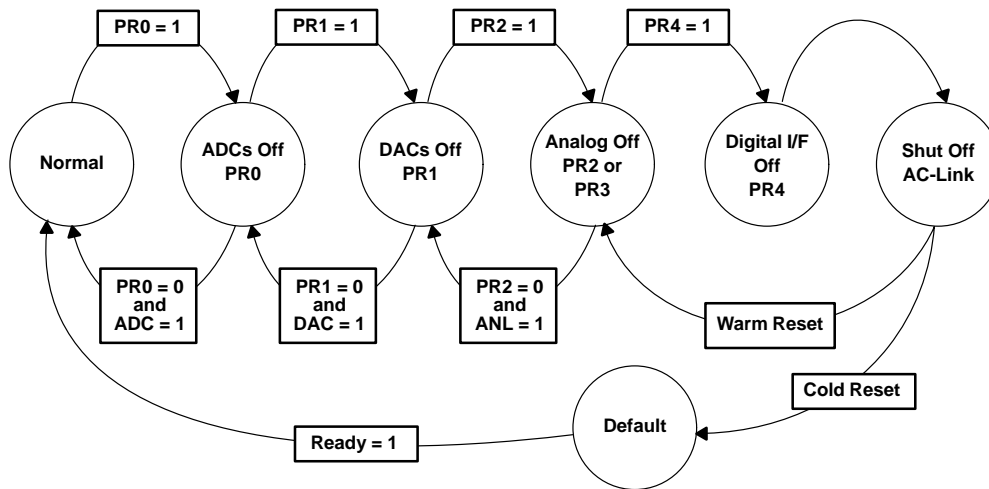 PR0 = 1
PR1 = 1
PR2 = 1
PR4 = 1
Normal
ADCs Off
PR0
DACs Off
PR1
Analog Off
PR2 or
PR3
Digital I/F
Off
PR4
Shut Off
AC-Link
PR0 = 0
and
ADC = 1
PR1 = 0
and
DAC = 1
PR2 = 0
and
ANL = 1
Warm Reset
Cold Reset
Default
Ready = 1